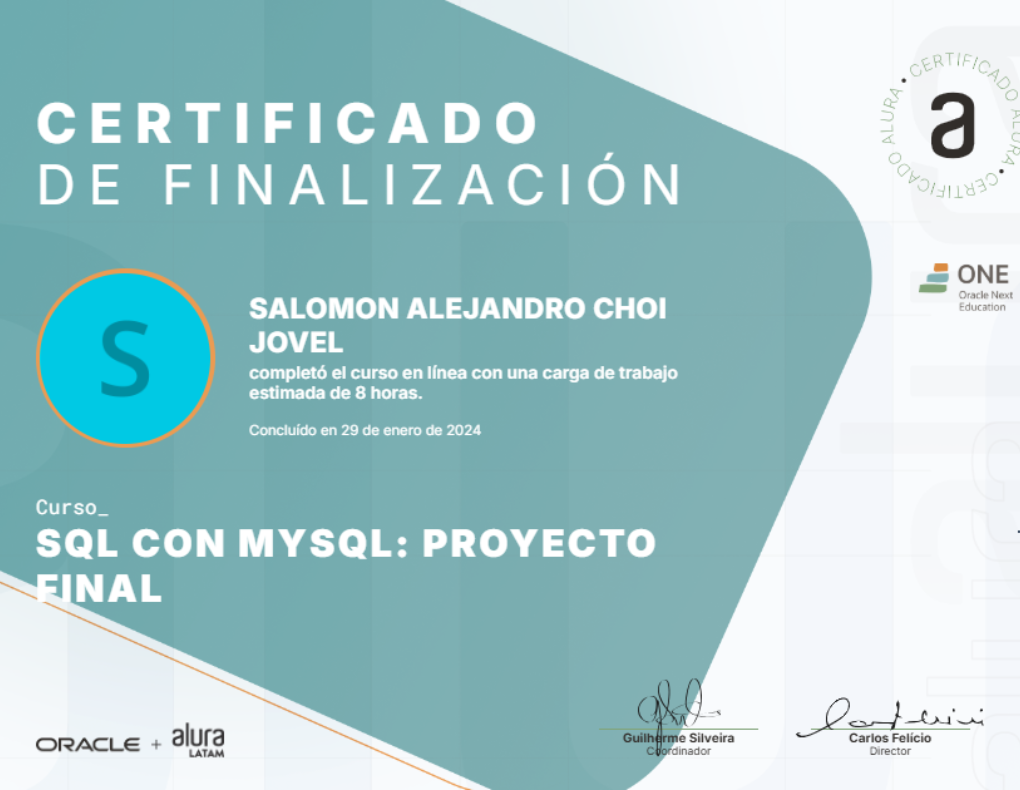 CERTIFICADO
DE FINALIZACIÓN
CERTIFICADO ALURA • CERTIFICADO ALURA •
a
ONE
Oracle Next
Education
S
SALOMON ALEJANDRO CHOI
JOVEL
completó el curso en línea con una carga de trabajo
estimada de 8 horas.
Concluído en 29 de enero de 2024
Curso_
SQL CON MYSQL: PROYECTO
FINAL
ORACLE + alura
LATAM
Guilherme Silveira
Coordinador
Carlos Felício
Director